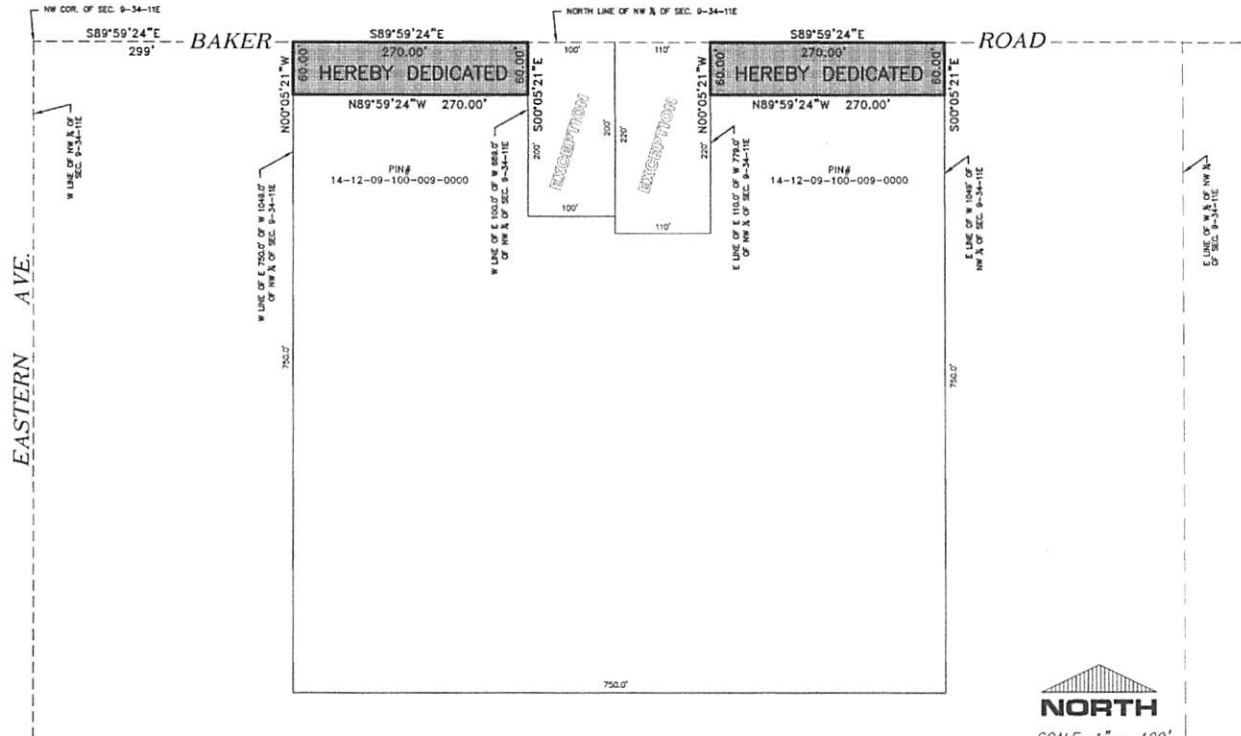 NW COR. OF SEC. 9-34-11E
NORTH LINE OF NW ¼ OF SEC. 9-34-11E
S89°59'24"E
299'
BAKER
S89°59'24"E
270.00'
60.00'
60.00'
HEREBY DEDICATED
N89°59'24"W 270.00'
N00°05'21"W
S00°05'21"E
100'
110'
EXCEPTION
EXCEPTION
200'
200'
220'
220'
100'
110'
N00°05'21"W
S89°59'24"E
270.00'
60.00'
60.00'
HEREBY DEDICATED
N89°59'24"W 270.00'
S00°05'21"E
ROAD
W LINE OF NW ¼ OF
SEC. 9-34-11E
PIN#
14-12-09-100-009-0000
PIN#
14-12-09-100-009-0000
W LINE OF E 750.0' OF W 1049.0'
OF NW ¼ OF SEC. 9-34-11E
W LINE OF E 100.0' OF W
OF NW ¼ OF SEC. 9-34-11E
E LINE OF E 110.0' OF W 779.0'
OF NW ¼ OF SEC. 9-34-11E
E LINE OF W 1049' OF
NW ¼ OF SEC. 9-34-11E
E LINE OF W ½ OF NW ¼
OF SEC. 9-34-11E
EASTERN AVE.
750.0'
750.0'
750.0'
NORTH
SCALE: 1" = 100'